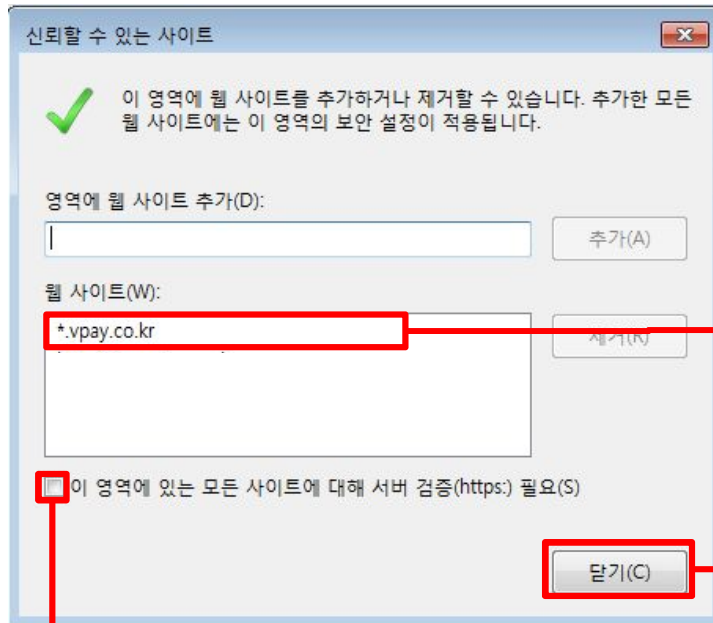 신뢰할 수 있는 사이트
이 영역에 웹 사이트를 추가하거나 제거할 수 있습니다. 추가한 모든
웹 사이트에는 이 영역의 보안 설정이 적용됩니다.
영역에 웹 사이트 추가(D):
추가(A)
웹 사이트(W):
*.vpay.co.kr
제거(R)
이 영역에 있는 모든 사이트에 대해 서버 검증(https:) 필요(S)
닫기(C)